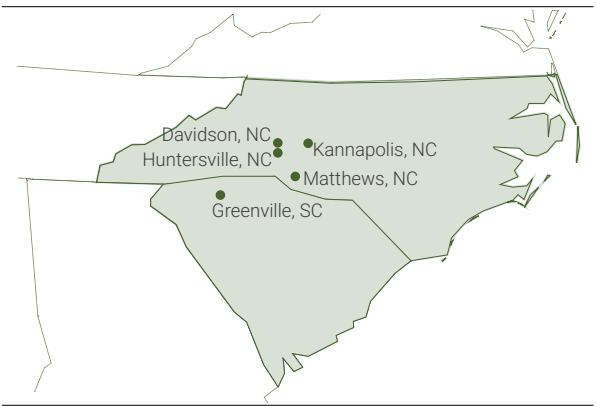 Davidson, NC
Huntersville, NC
Kannapolis, NC
Matthews, NC
Greenville, SC